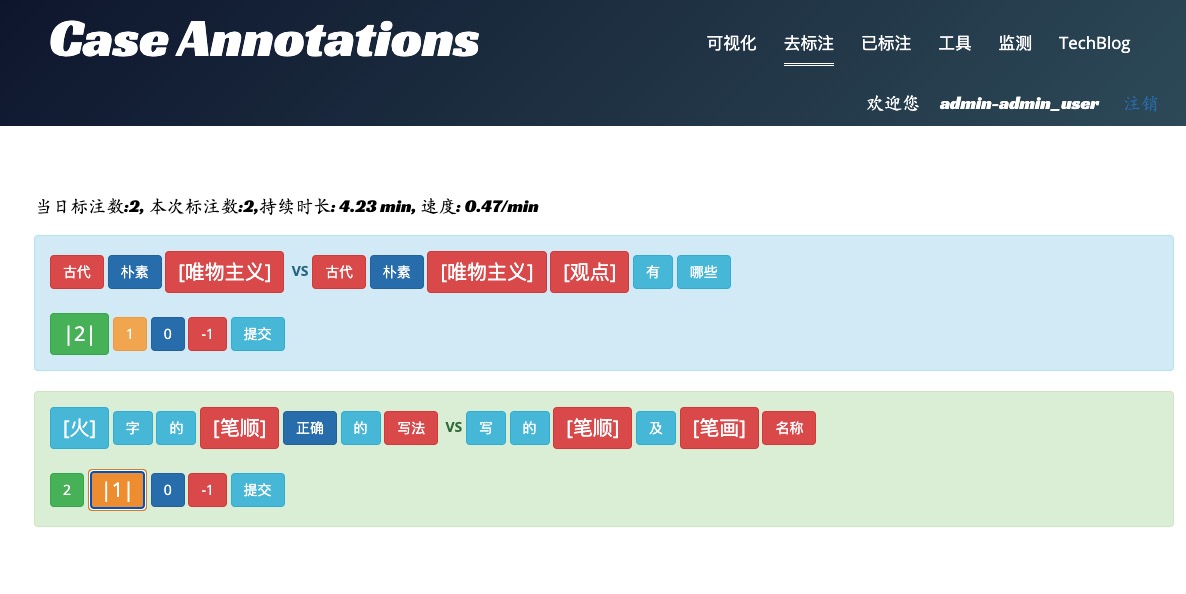 Case Annotations
可视化 去标注 已标注 工具 监测 TechBlog
欢迎您 admin-admin_user 注销
当日标注数:2, 本次标注数:2,持续时长: 4.23 min, 速度: 0.47/min
古代 朴素 [唯物主义] VS 古代 朴素 [唯物主义] [观点] 有 哪些
|2| 1 0 -1 提交
[火] 字 的 [笔顺] 正确 的 写法 VS 写 的 [笔顺] 及 [笔画] 名称
2 |1| 0 -1 提交